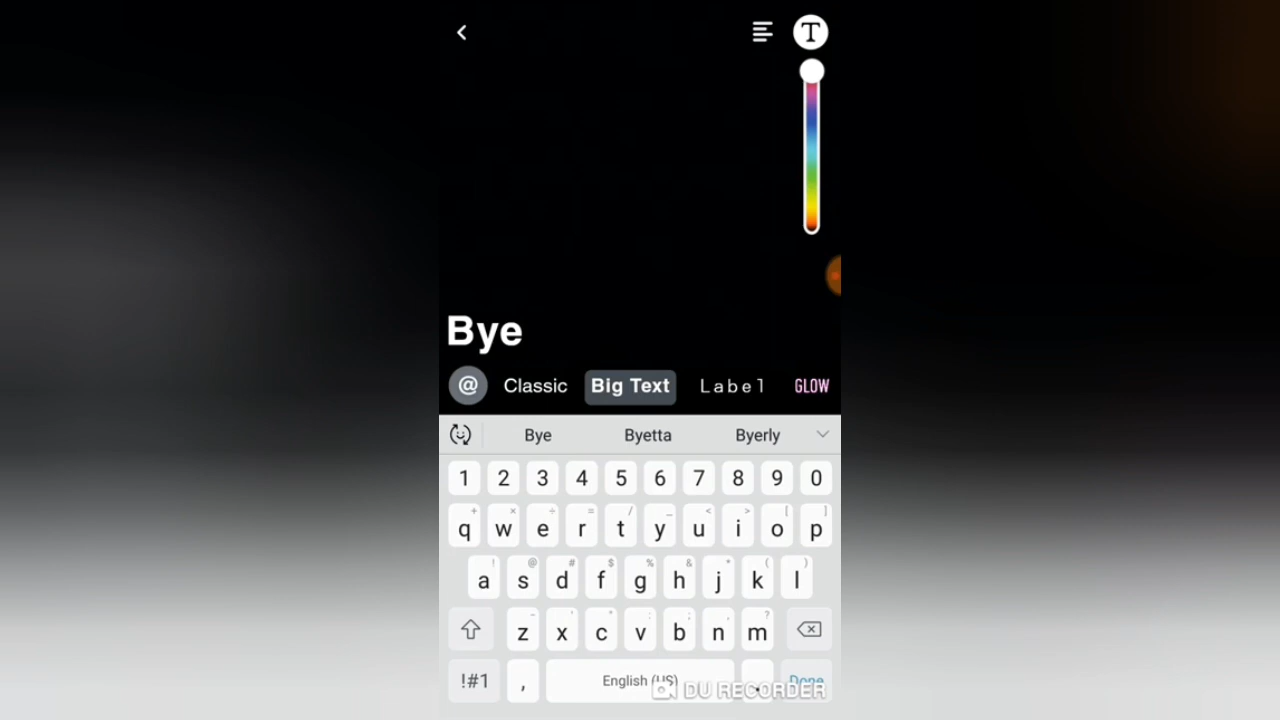 T
Bye
@ Classic Big Text Label GLOW
Bye Byetta Byerly
1 2 3 4 5 6 7 8 9 0
+ × ÷ = / _ < > [ ]
q w e r t y u i o p
! @ # $ % & * ( )
a s d f g h j k l
- ' " : ; , ?
z x c v b n m
!#1 , English (US) . Done
DU RECORDER